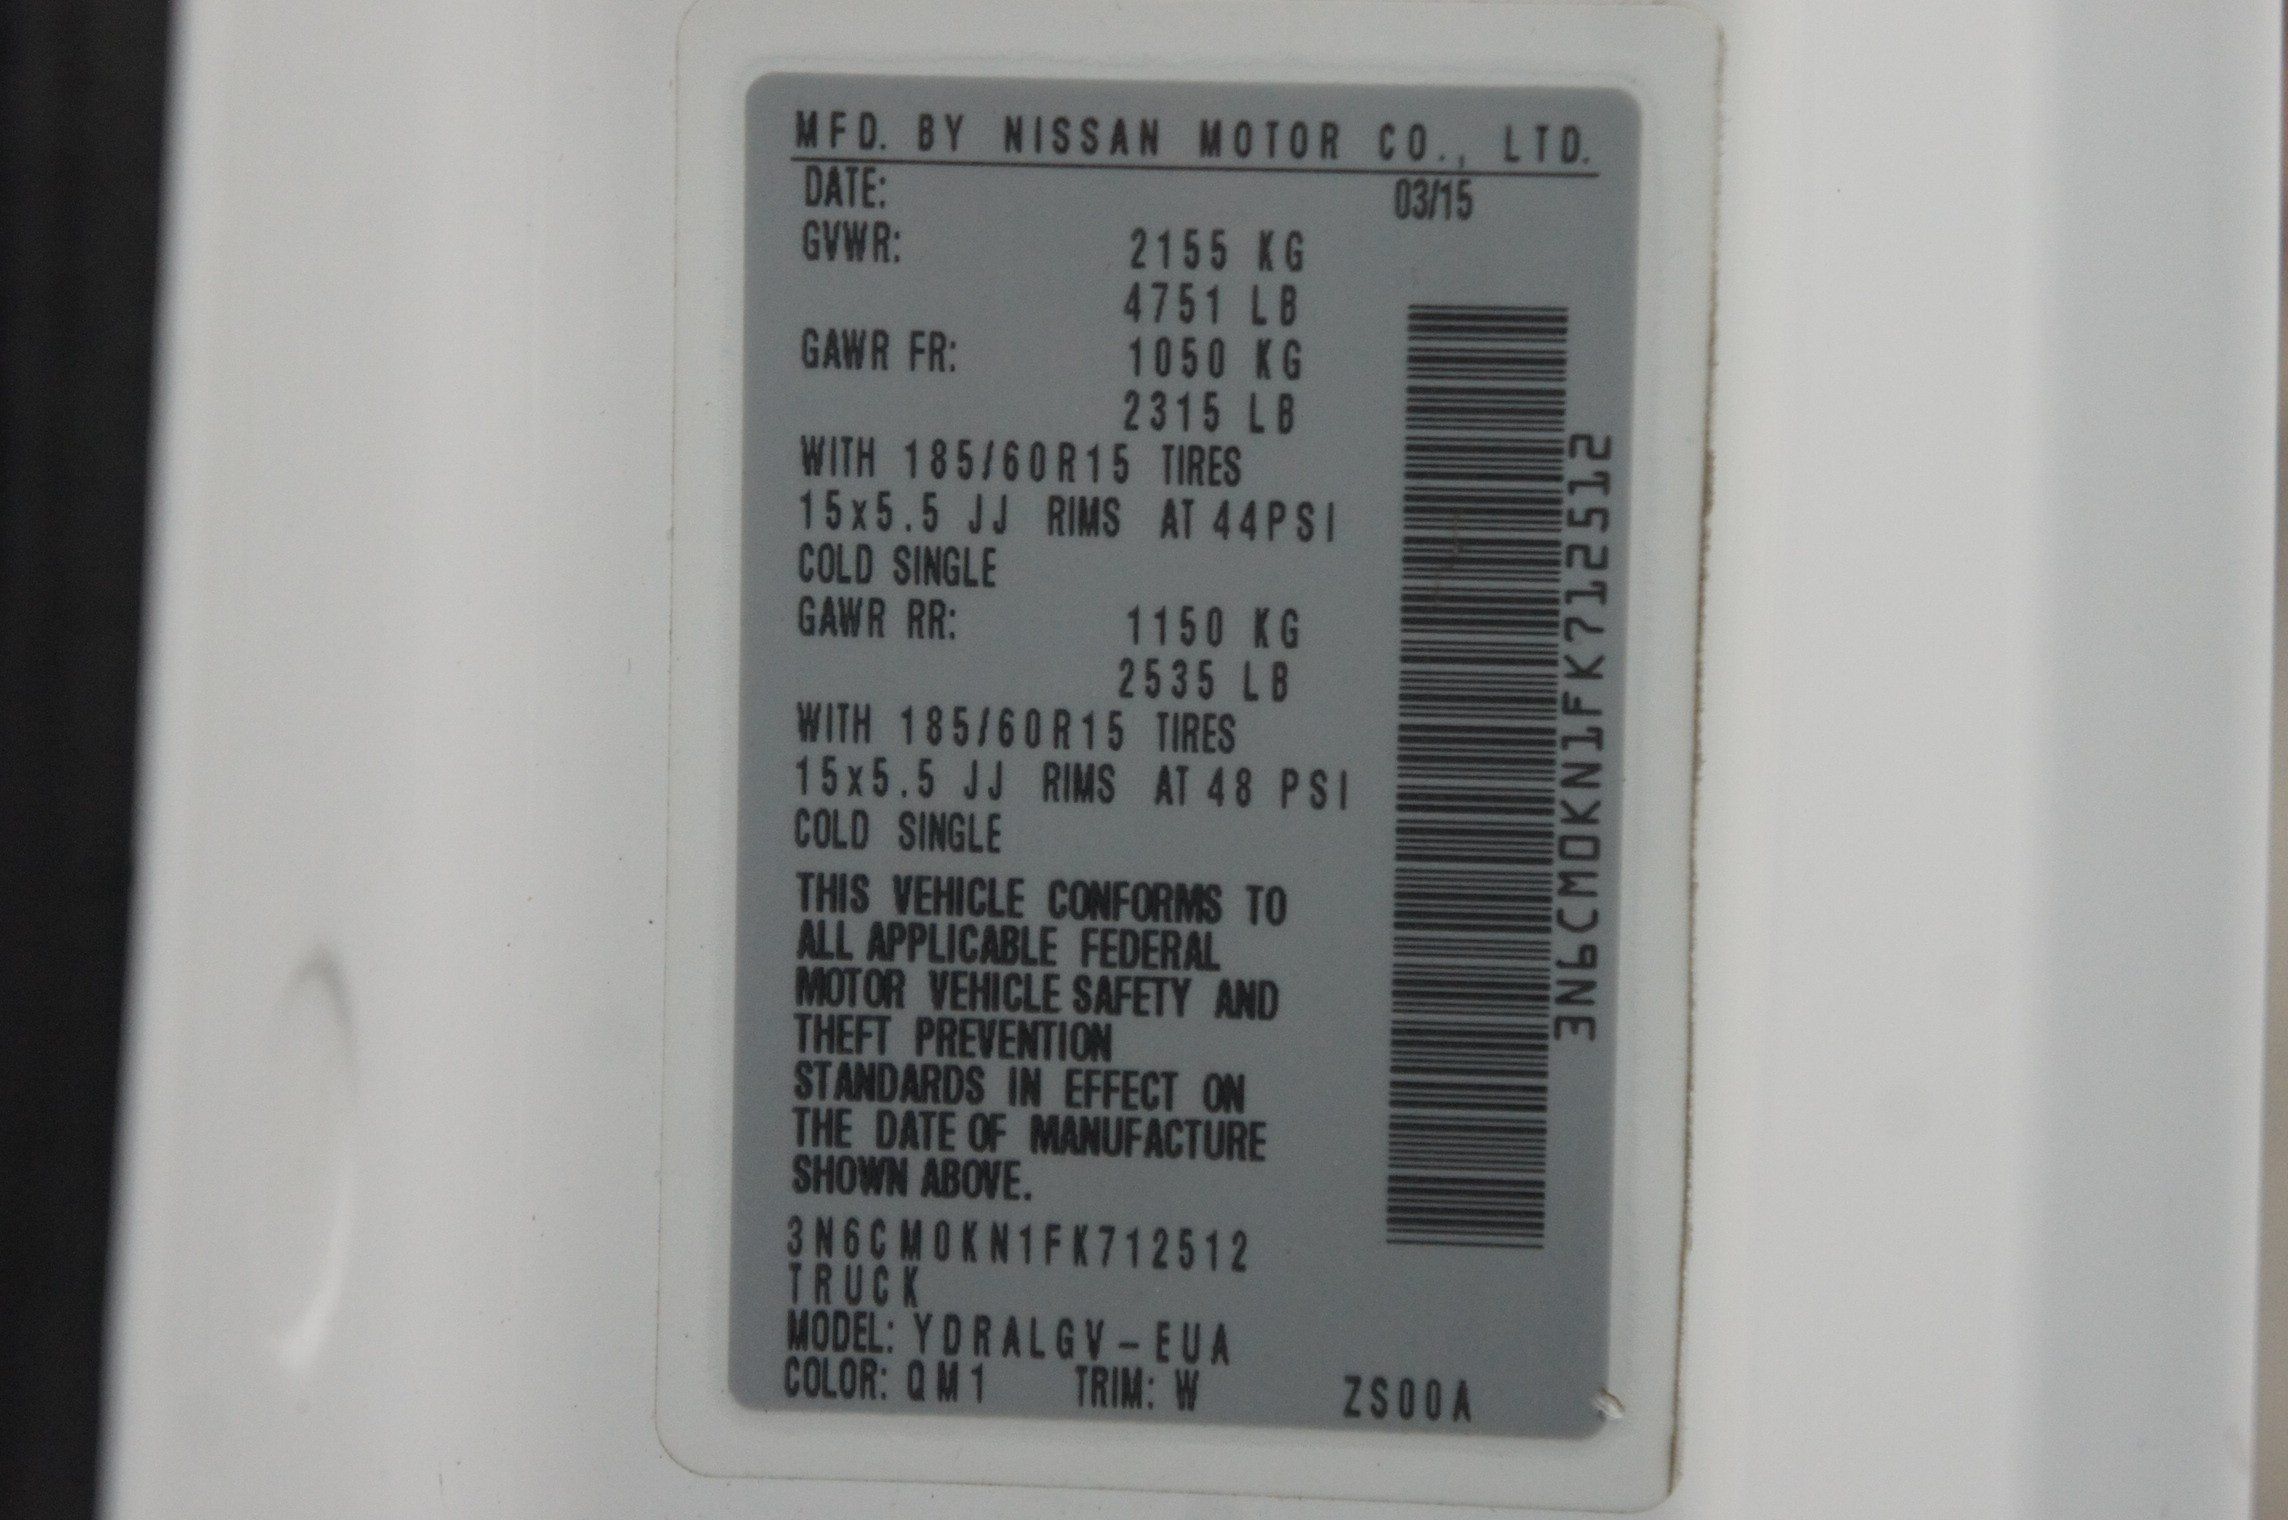 MFD. BY NISSAN MOTOR CO., LTD.
DATE: 03/15
GVWR: 2155 KG
4751 LB
GAWR FR: 1050 KG
2315 LB
WITH 185/60R15 TIRES
15x5.5 JJ RIMS AT 44PSI
COLD SINGLE
GAWR RR: 1150 KG
2535 LB
WITH 185/60R15 TIRES
15x5.5 JJ RIMS AT 48 PSI
COLD SINGLE
THIS VEHICLE CONFORMS TO
ALL APPLICABLE FEDERAL
MOTOR VEHICLE SAFETY AND
THEFT PREVENTION
STANDARDS IN EFFECT ON
THE DATE OF MANUFACTURE
SHOWN ABOVE.
3N6CM0KN1FK712512
TRUCK
MODEL: YDRALGV-EUA
COLOR: QM1 TRIM: W ZS00A
3N6CM0KN1FK712512